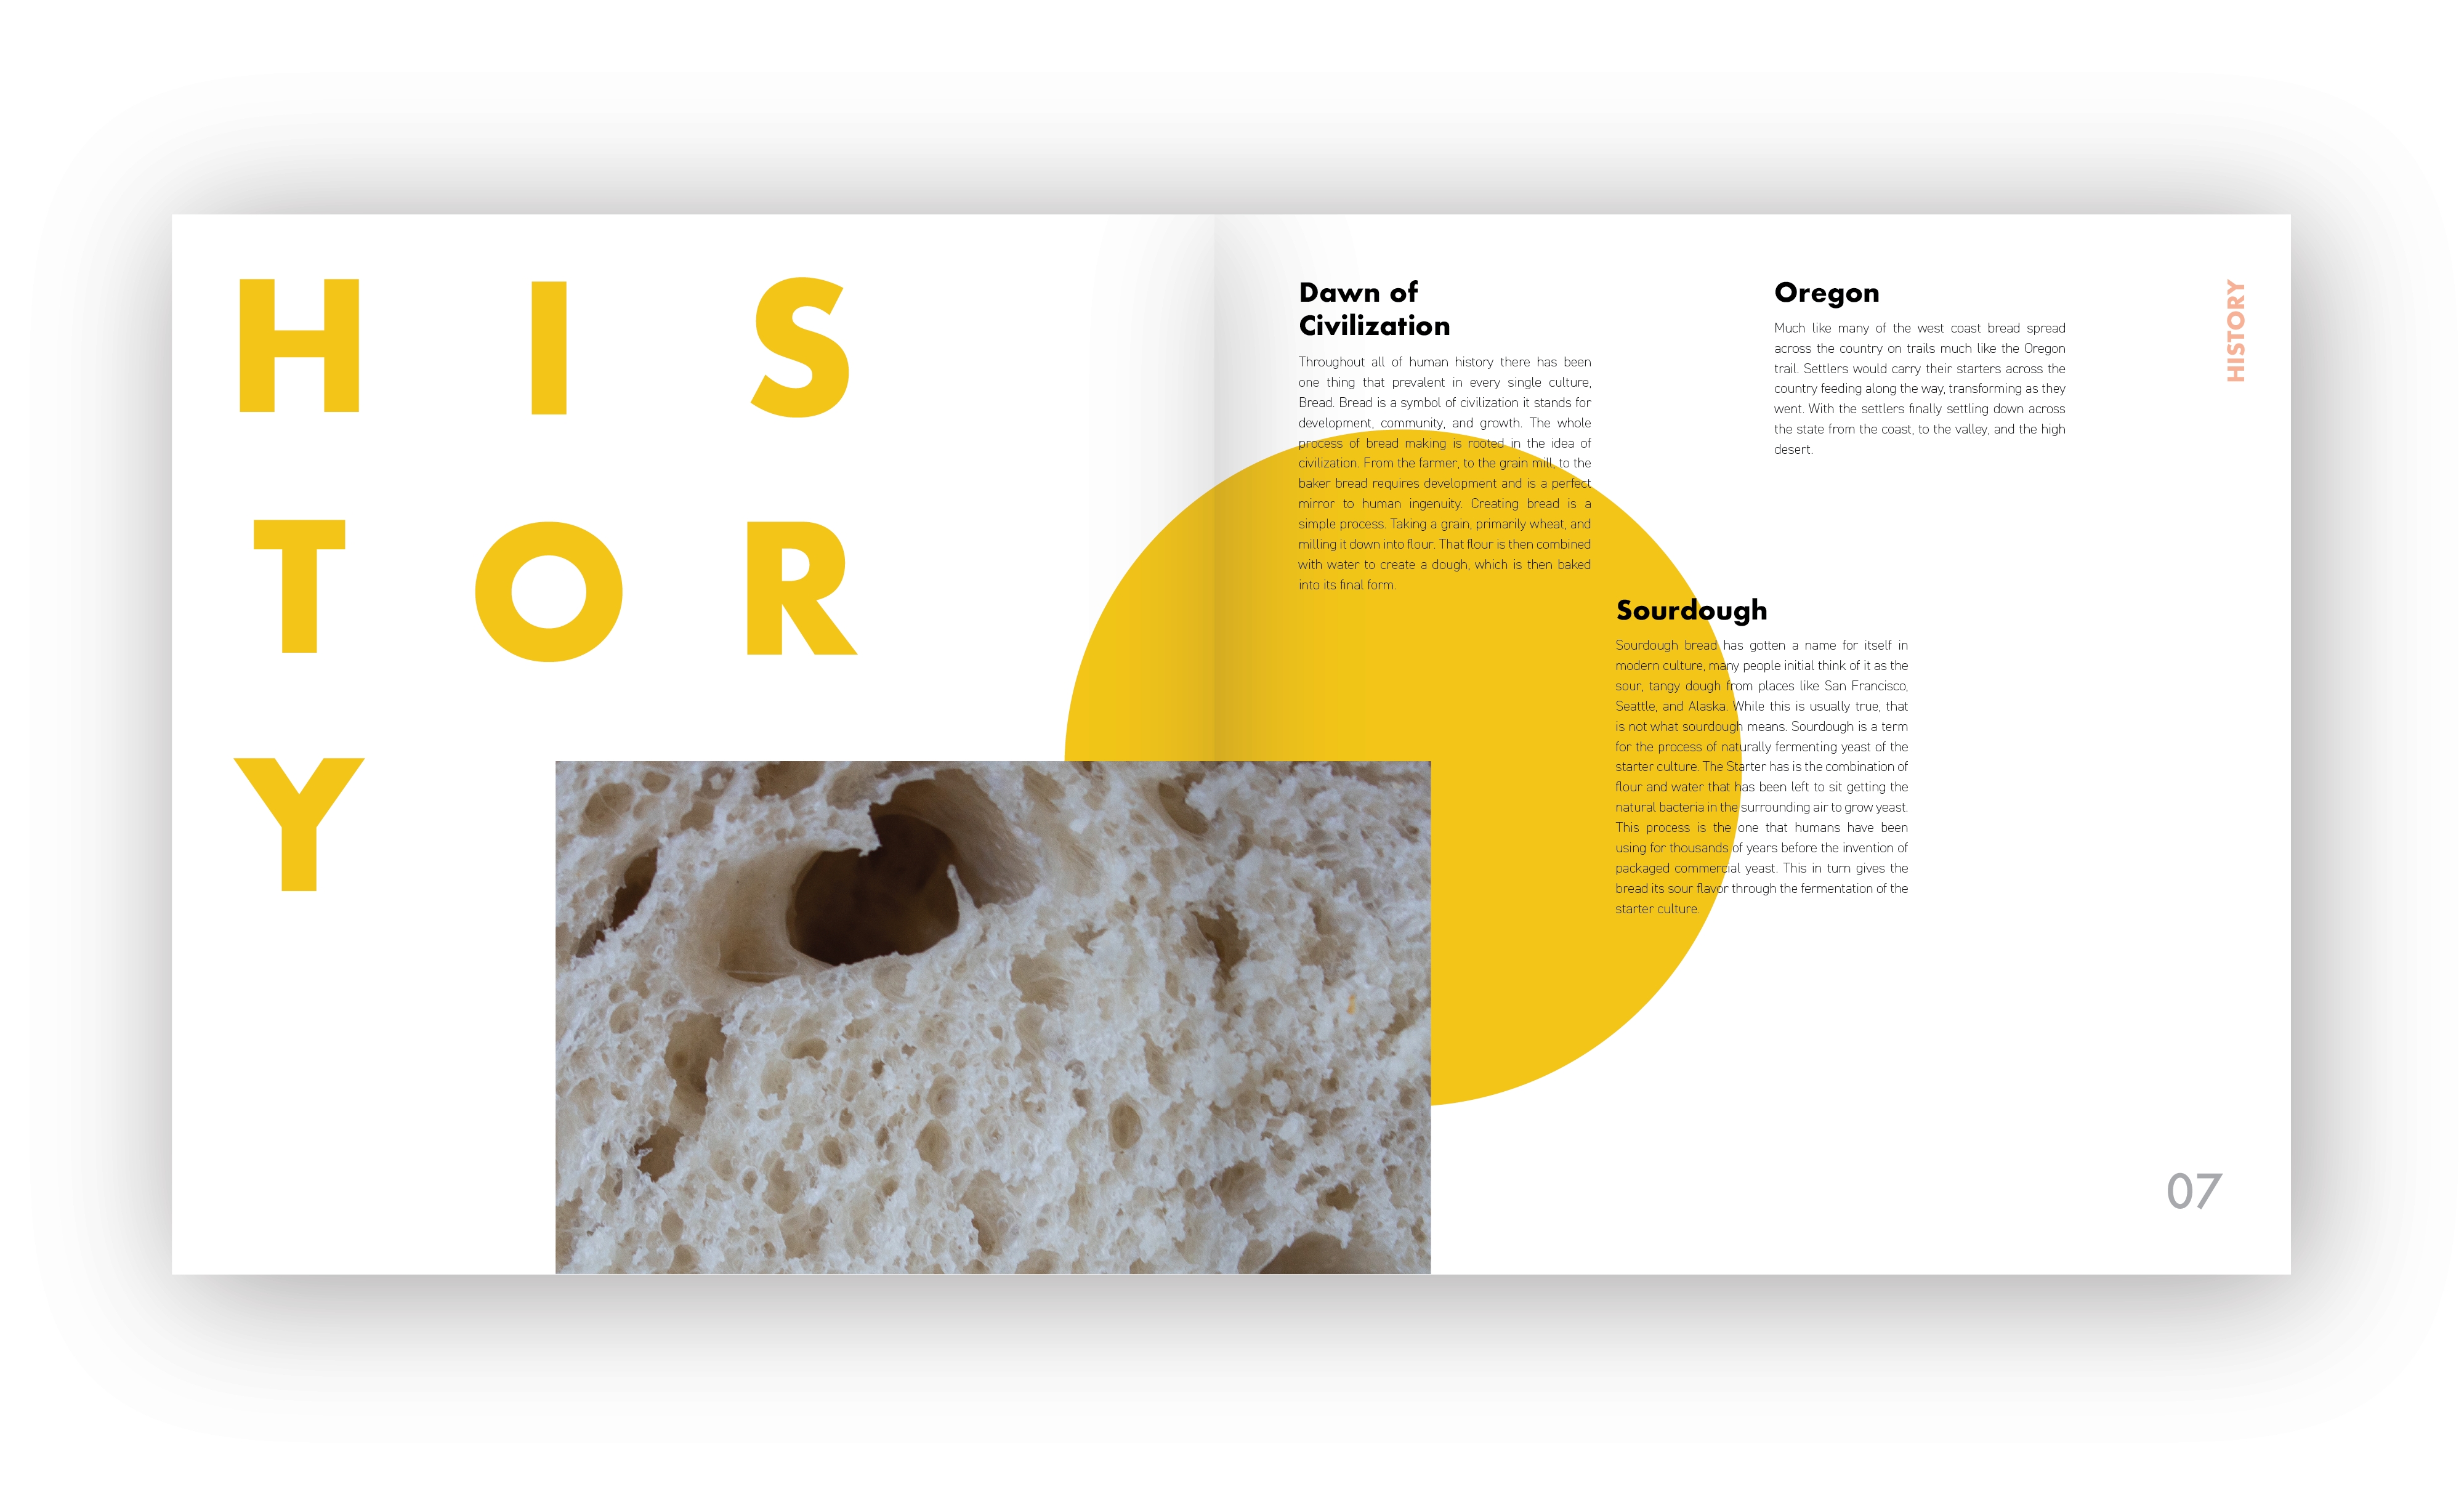 H I S
T O R
Y
Dawn of
Civilization
Throughout all of human history there has been
one thing that prevalent in every single culture,
Bread. Bread is a symbol of civilization it stands for
development, community, and growth. The whole
process of bread making is rooted in the idea of
civilization. From the farmer, to the grain mill, to the
baker bread requires development and is a perfect
mirror to human ingenuity. Creating bread is a
simple process. Taking a grain, primarily wheat, and
milling it down into flour. That flour is then combined
with water to create a dough, which is then baked
into its final form.
Oregon
Much like many of the west coast bread spread
across the country on trails much like the Oregon
trail. Settlers would carry their starters across the
country feeding along the way, transforming as they
went. With the settlers finally settling down across
the state from the coast, to the valley, and the high
desert.
Sourdough
Sourdough bread has gotten a name for itself in
modern culture, many people initial think of it as the
sour, tangy dough from places like San Francisco,
Seattle, and Alaska. While this is usually true, that
is not what sourdough means. Sourdough is a term
for the process of naturally fermenting yeast of the
starter culture. The Starter has is the combination of
flour and water that has been left to sit getting the
natural bacteria in the surrounding air to grow yeast.
This process is the one that humans have been
using for thousands of years before the invention of
packaged commercial yeast. This in turn gives the
bread its sour flavor through the fermentation of the
starter culture.
HISTORY
07